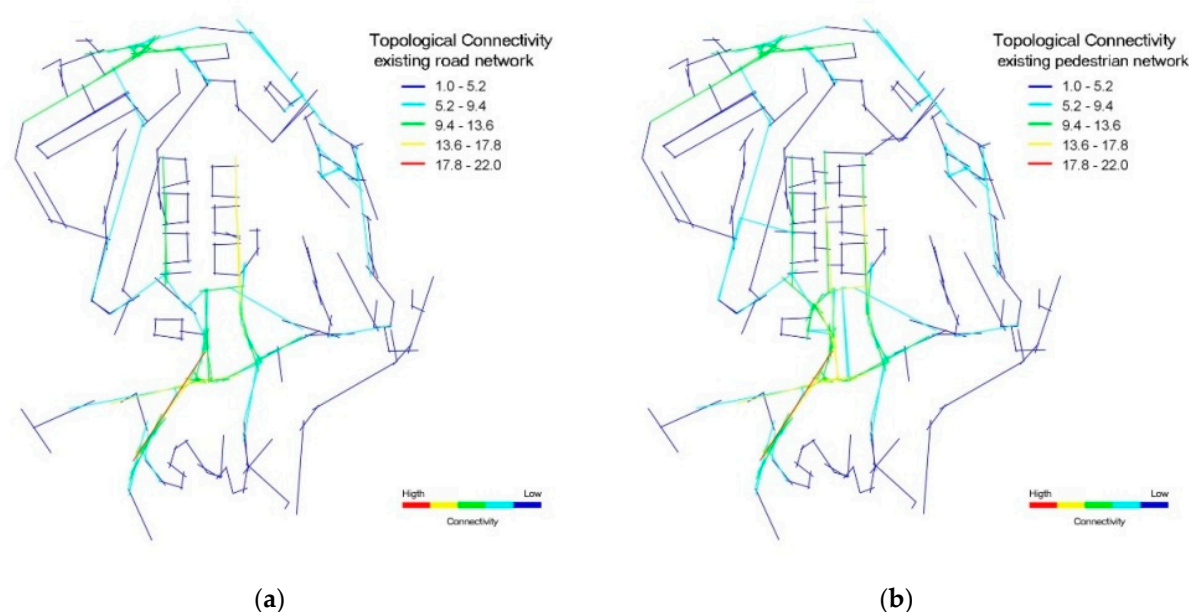 Topological Connectivity
existing road network
1.0 - 5.2
5.2 - 9.4
9.4 - 13.6
13.6 - 17.8
17.8 - 22.0
Higth
Low
Connectivity
(a)
Topological Connectivity
existing pedestrian network
1.0 - 5.2
5.2 - 9.4
9.4 - 13.6
13.6 - 17.8
17.8 - 22.0
Higth
Low
Connectivity
(b)